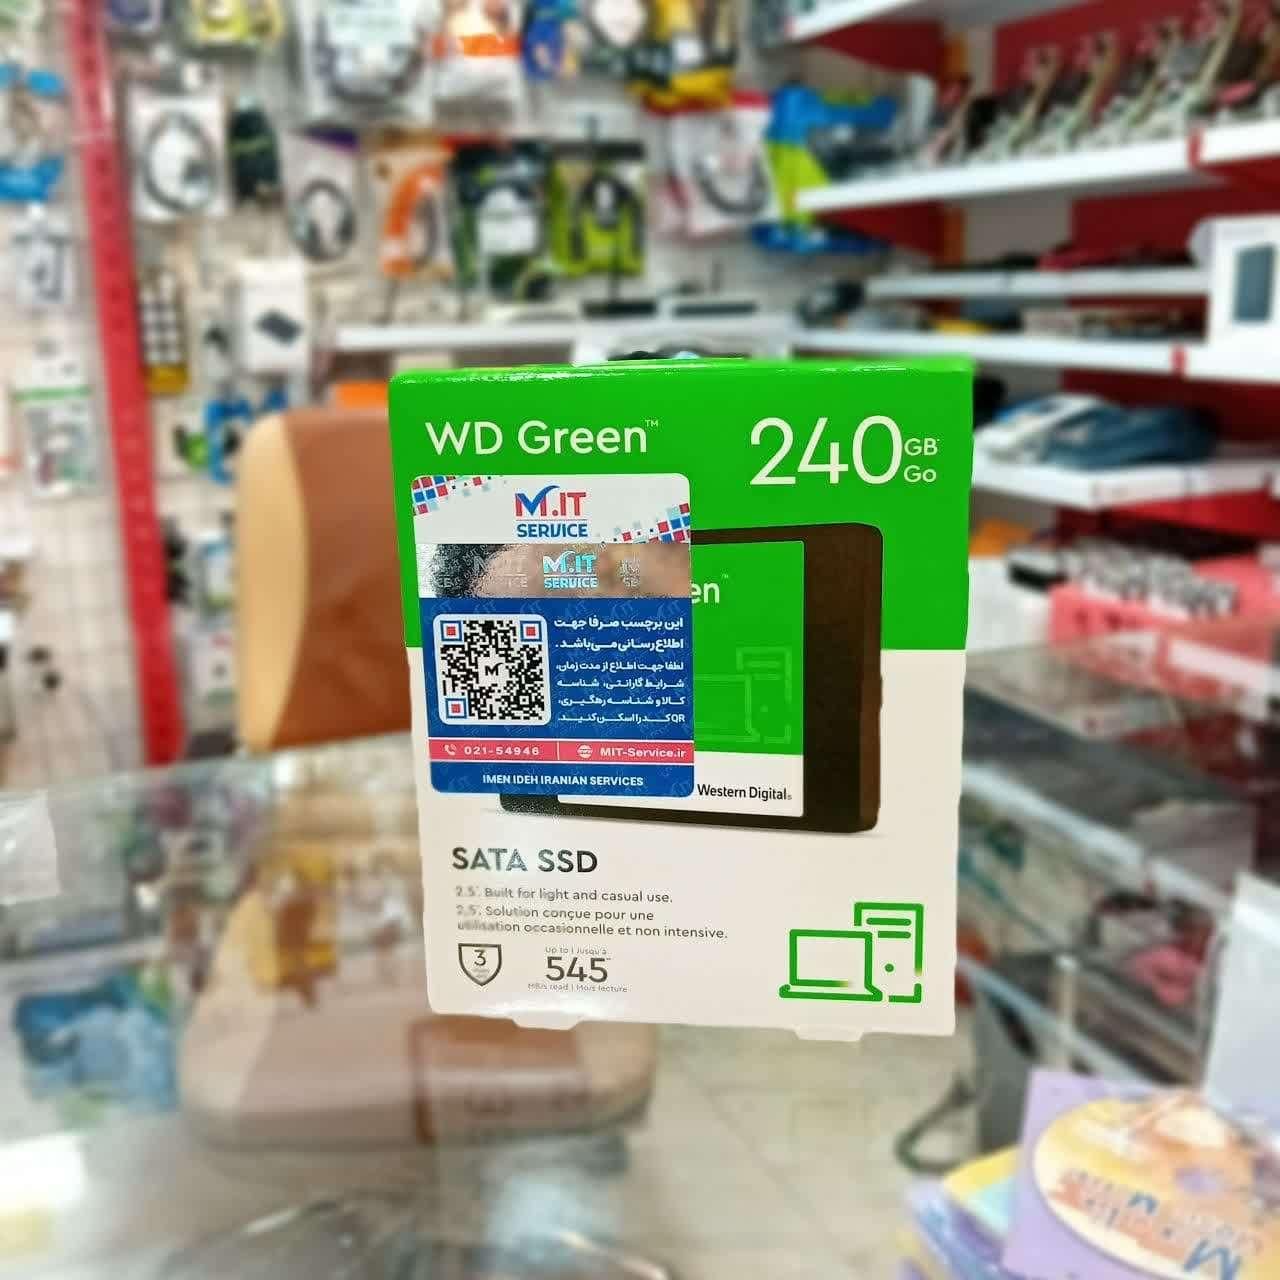 WD Green™
240 GB Go
M.IT
SERVICE
M.IT
SERVICE
en
این برچسب صرفا جهت
اطلاع رسانی می‌باشد.
لطفا جهت اطلاع از مدت زمان،
شرایط گارانتی، شناسه
کالا و شناسه رهگیری،
QR کد را اسکن کنید.
021-54946 | MIT-Service.ir
IMEN IDEH IRANIAN SERVICES
Western Digital®
SATA SSD
2.5". Built for light and casual use.
2,5". Solution conçue pour une
utilisation occasionnelle et non intensive.
3
Up to | Jusqu'à
545
MB/s read | Mo/s lecture